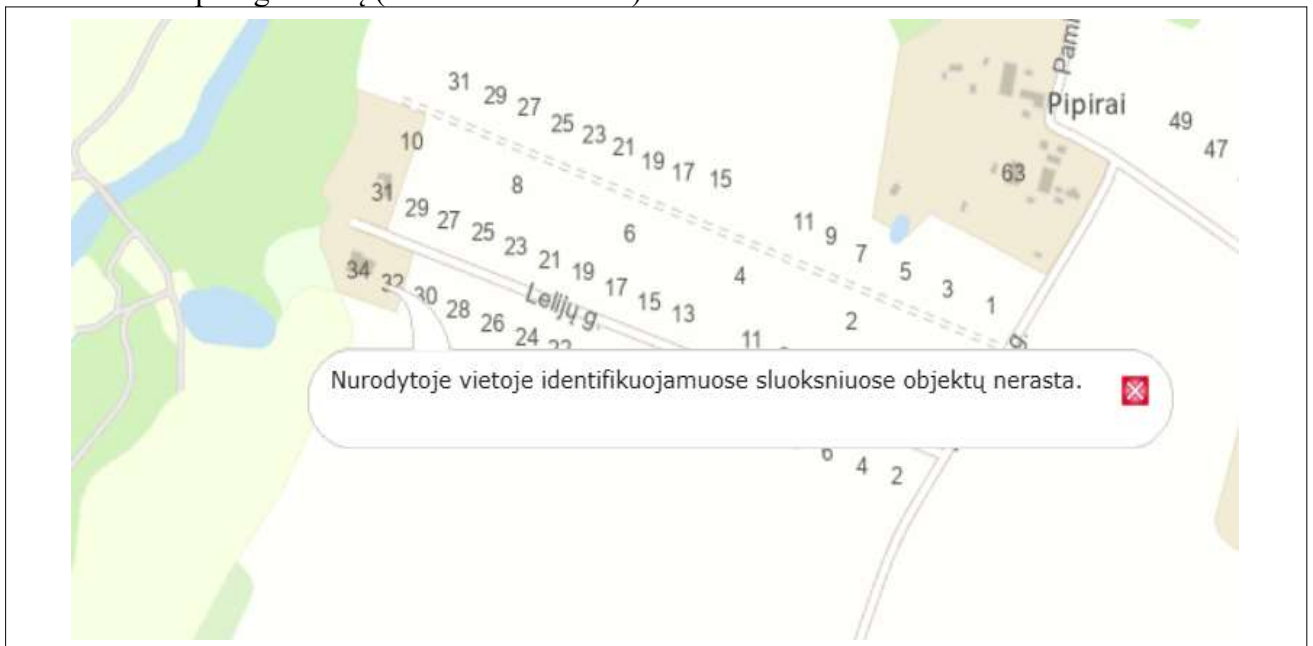 Pami
Pipirai
49
47
63
31 29 27 25 23 21 19 17 15
11 9 7 5 3 1
10 8 6 4 2
31 29 27 25 23 21 19 17 15 13 11
Lelijų g.
g.
34 32 30 28 26 24 22
Nurodytoje vietoje identifikuojamuose sluoksniuose objektų nerasta.
6 4 2